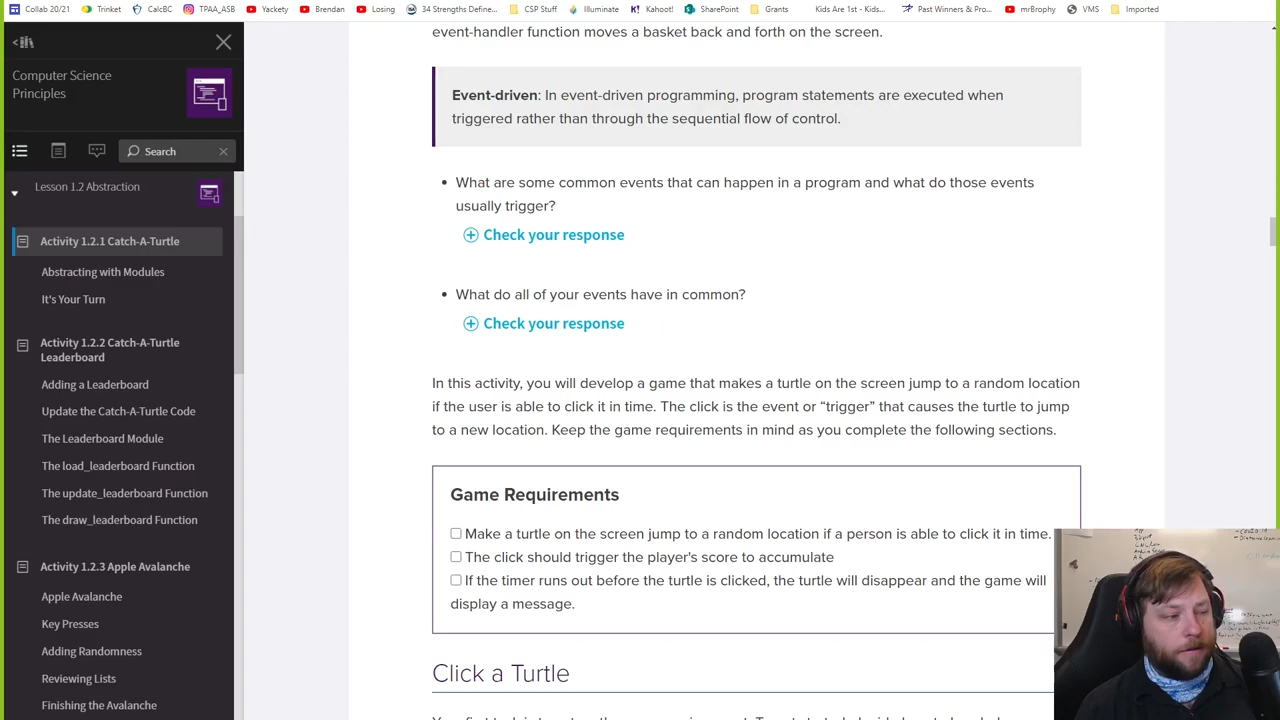 Collab 20/21 Trinket CalcBC TPAA_ASB Yackety Brendan Losing 34 Strengths Define... CSP Stuff Illuminate Kahoot! SharePoint Grants Kids Are 1st - Kids... Past Winners & Pro... mrBrophy VMS Imported
Computer Science
Principles
Search
Lesson 1.2 Abstraction
Activity 1.2.1 Catch-A-Turtle
Abstracting with Modules
It's Your Turn
Activity 1.2.2 Catch-A-Turtle
Leaderboard
Adding a Leaderboard
Update the Catch-A-Turtle Code
The Leaderboard Module
The load_leaderboard Function
The update_leaderboard Function
The draw_leaderboard Function
Activity 1.2.3 Apple Avalanche
Apple Avalanche
Key Presses
Adding Randomness
Reviewing Lists
Finishing the Avalanche
event-handler function moves a basket back and forth on the screen.
Event-driven: In event-driven programming, program statements are executed when
triggered rather than through the sequential flow of control.
• What are some common events that can happen in a program and what do those events
usually trigger?
Check your response
• What do all of your events have in common?
Check your response
In this activity, you will develop a game that makes a turtle on the screen jump to a random location
if the user is able to click it in time. The click is the event or “trigger” that causes the turtle to jump
to a new location. Keep the game requirements in mind as you complete the following sections.
Game Requirements
Make a turtle on the screen jump to a random location if a person is able to click it in time.
The click should trigger the player's score to accumulate
If the timer runs out before the turtle is clicked, the turtle will disappear and the game will
display a message.
Click a Turtle